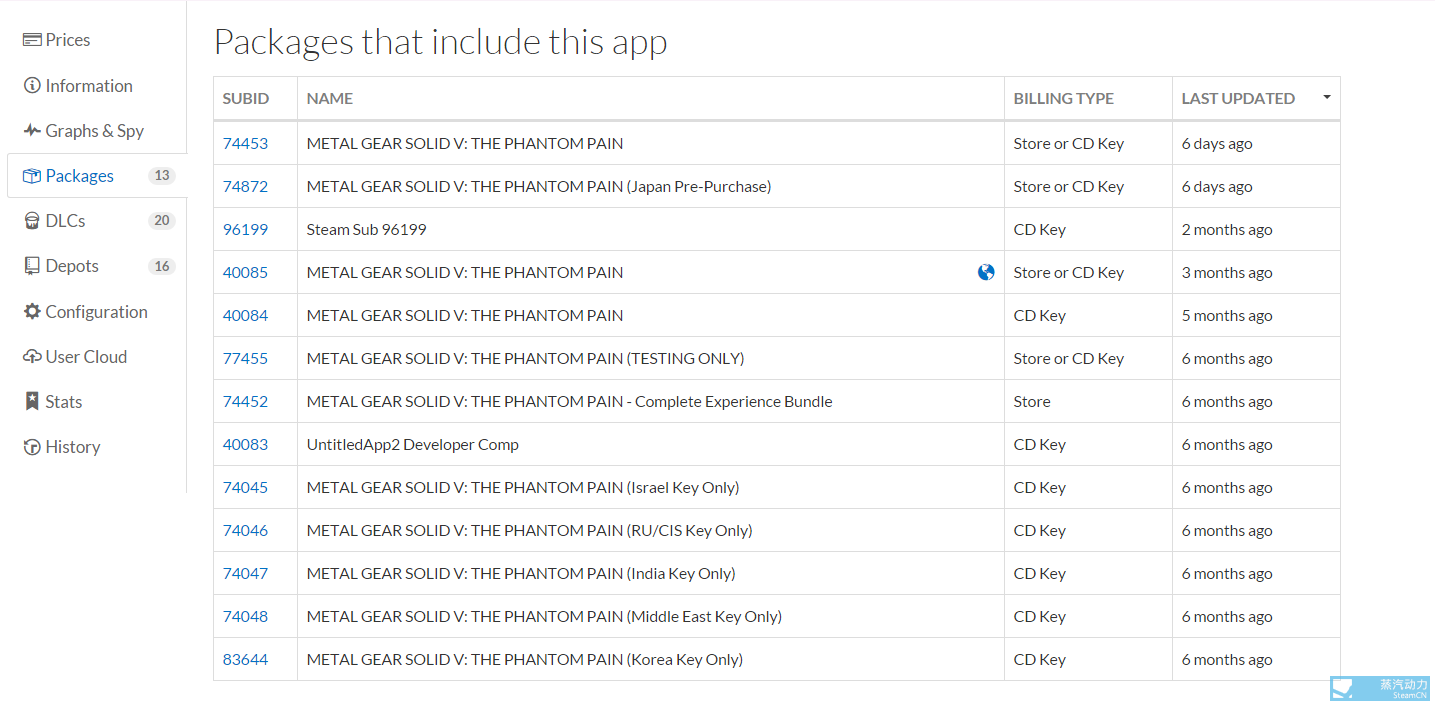 Prices
Information
Graphs & Spy
Packages 13
DLCs 20
Depots 16
Configuration
User Cloud
Stats
History
Packages that include this app
SUBID NAME BILLING TYPE LAST UPDATED
74453 METAL GEAR SOLID V: THE PHANTOM PAIN Store or CD Key 6 days ago
74872 METAL GEAR SOLID V: THE PHANTOM PAIN (Japan Pre-Purchase) Store or CD Key 6 days ago
96199 Steam Sub 96199 CD Key 2 months ago
40085 METAL GEAR SOLID V: THE PHANTOM PAIN Store or CD Key 3 months ago
40084 METAL GEAR SOLID V: THE PHANTOM PAIN CD Key 5 months ago
77455 METAL GEAR SOLID V: THE PHANTOM PAIN (TESTING ONLY) Store or CD Key 6 months ago
74452 METAL GEAR SOLID V: THE PHANTOM PAIN - Complete Experience Bundle Store 6 months ago
40083 UntitledApp2 Developer Comp CD Key 6 months ago
74045 METAL GEAR SOLID V: THE PHANTOM PAIN (Israel Key Only) CD Key 6 months ago
74046 METAL GEAR SOLID V: THE PHANTOM PAIN (RU/CIS Key Only) CD Key 6 months ago
74047 METAL GEAR SOLID V: THE PHANTOM PAIN (India Key Only) CD Key 6 months ago
74048 METAL GEAR SOLID V: THE PHANTOM PAIN (Middle East Key Only) CD Key 6 months ago
83644 METAL GEAR SOLID V: THE PHANTOM PAIN (Korea Key Only) CD Key 6 months ago
蒸汽动力
SteamCN